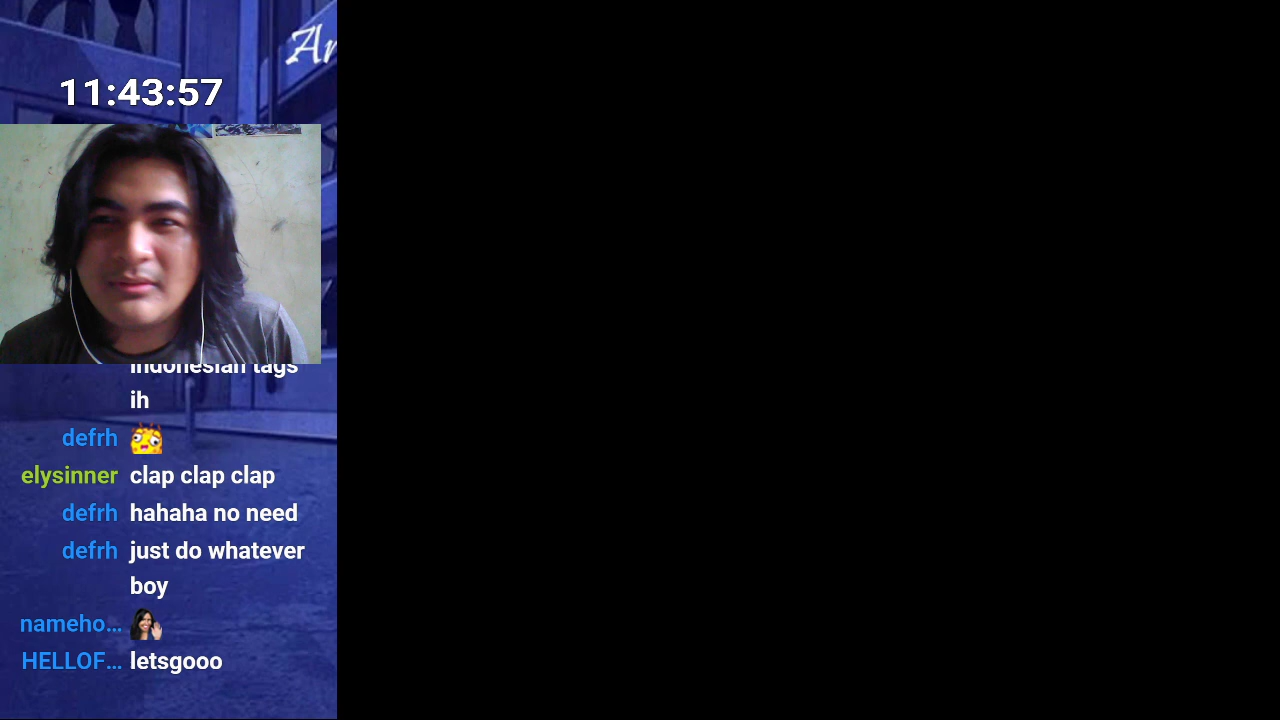 Ar
11:43:57
indonesian tags
ih
defrh
elysinner clap clap clap
defrh hahaha no need
defrh just do whatever
boy
nameho...
HELLOF... letsgooo